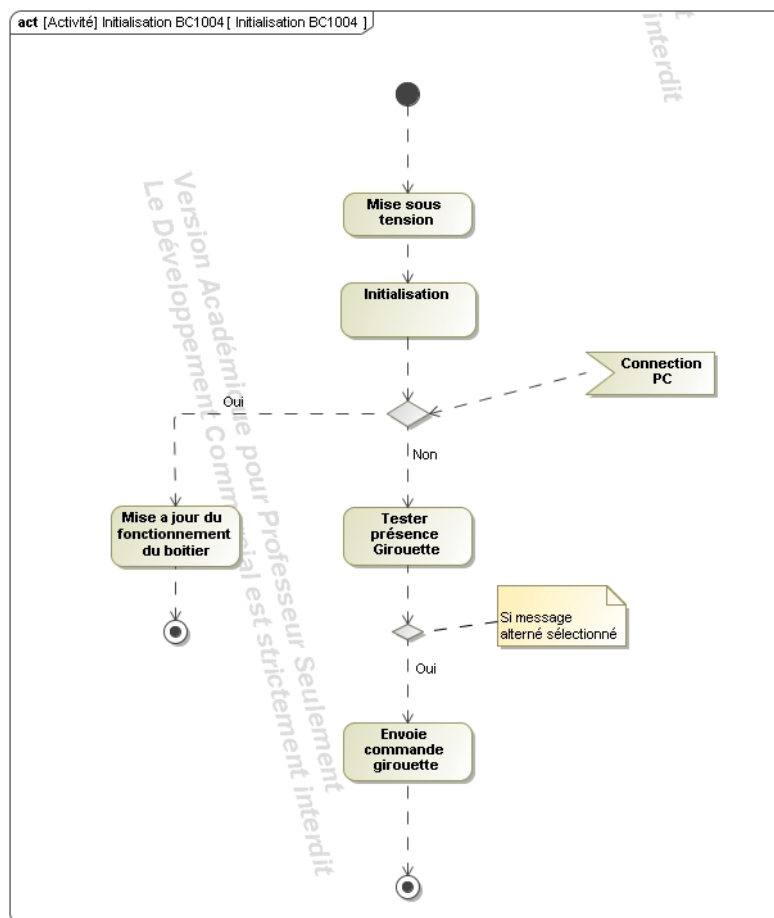 act [Activité] Initialisation BC1004 [ Initialisation BC1004 ]
interdit
Mise sous
tension
Version Académique pour Professeur Seulement
Le Développement Commercial est strictement interdit
Initialisation
Connection
PC
Oui
Non
Mise a jour du
fonctionnement
du boitier
Tester
présence
Girouette
Si message
alterné sélectionné
Oui
Envoie
commande
girouette